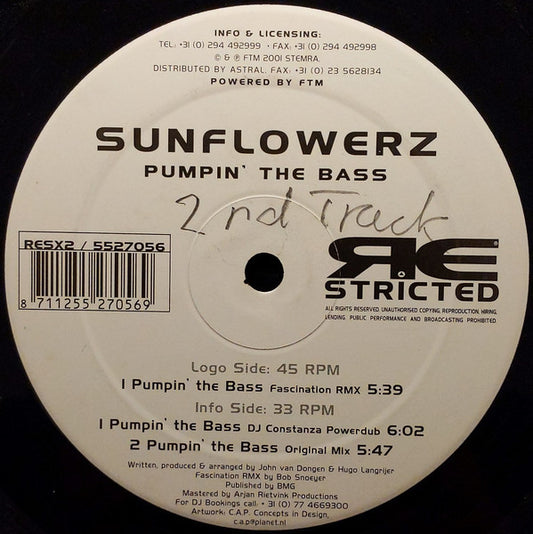 INFO & LICENSING:
TEL: +31 (0) 294 492999 · FAX: +31 (0) 294 492998
© & ℗ FTM 2001 STEMRA.
DISTRIBUTED BY ASTRAL. FAX: +31 (0) 23 5628134
POWERED BY FTM
SUNFLOWERZ
PUMPIN' THE BASS
2nd Track
RESX2 / 5527056
8 711255 270569
RE
STRICTED
ALL RIGHTS RESERVED UNAUTHORISED COPYING, REPRODUCTION, HIRING,
LENDING, PUBLIC PERFORMANCE AND BROADCASTING PROHIBITED
Logo Side: 45 RPM
1 Pumpin' the Bass Fascination RMX 5:39
Info Side: 33 RPM
1 Pumpin' the Bass DJ Constanza Powerdub 6:02
2 Pumpin' the Bass Original Mix 5:47
Written, produced & arranged by John van Dongen & Hugo Langrijer
Fascination RMX by Bob Snoeyer
Published by BMG
Mastered by Arjan Rietvink Productions
For DJ Bookings call: + 31 (0) 77 4669300
Artwork: C.A.P. Concepts in Design,
c.a.p@planet.nl